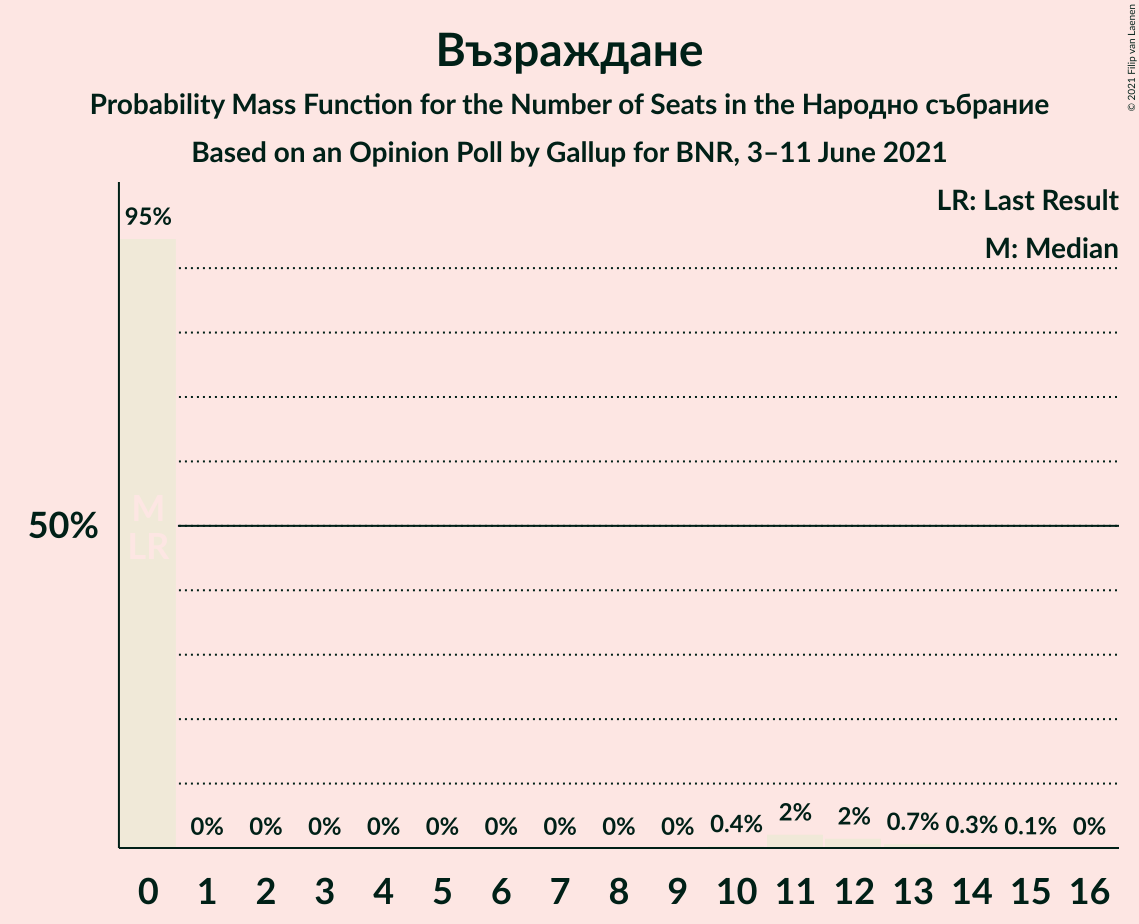 Възраждане
Probability Mass Function for the Number of Seats in the Народно събрание
Based on an Opinion Poll by Gallup for BNR, 3–11 June 2021
© 2021 Filip van Laenen
LR: Last Result
M: Median
95%
M
LR
50%
0% 0% 0% 0% 0% 0% 0% 0% 0% 0.4% 2% 2% 0.7% 0.3% 0.1% 0%
0 1 2 3 4 5 6 7 8 9 10 11 12 13 14 15 16